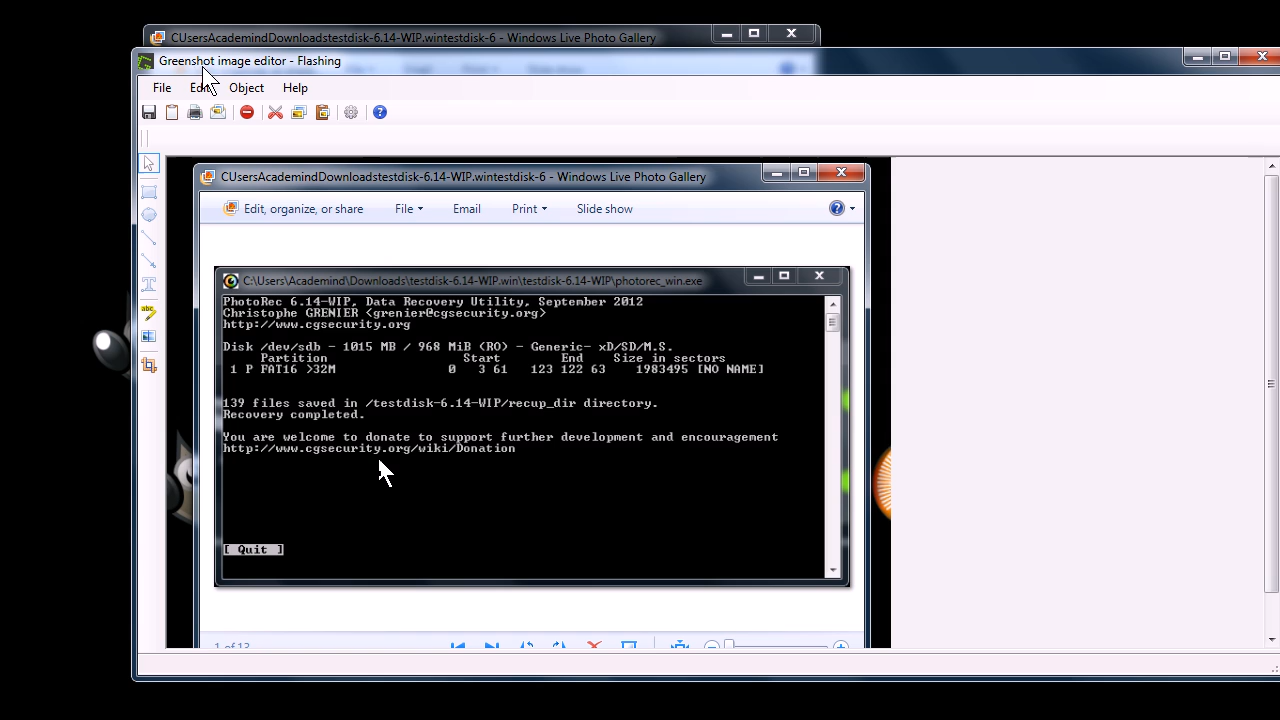 CUsersAcademindDownloadstestdisk-6.14-WIP.wintestdisk-6 - Windows Live Photo Gallery
Greenshot image editor - Flashing
File Edit Object Help
CUsersAcademindDownloadstestdisk-6.14-WIP.wintestdisk-6 - Windows Live Photo Gallery
Edit, organize, or share File Email Print Slide show
C:\Users\Academind\Downloads\testdisk-6.14-WIP.win\testdisk-6.14-WIP\photorec_win.exe
PhotoRec 6.14-WIP, Data Recovery Utility, September 2012
Christophe GRENIER <grenier@cgsecurity.org>
http://www.cgsecurity.org
Disk /dev/sdb - 1015 MB / 968 MiB (RO) - Generic- xD/SD/M.S.
Partition Start End Size in sectors
1 P FAT16 >32M 0 3 61 123 122 63 1983495 [NO NAME]
139 files saved in /testdisk-6.14-WIP/recup_dir directory.
Recovery completed.
You are welcome to donate to support further development and encouragement
http://www.cgsecurity.org/wiki/Donation
[ Quit ]
1 of 13